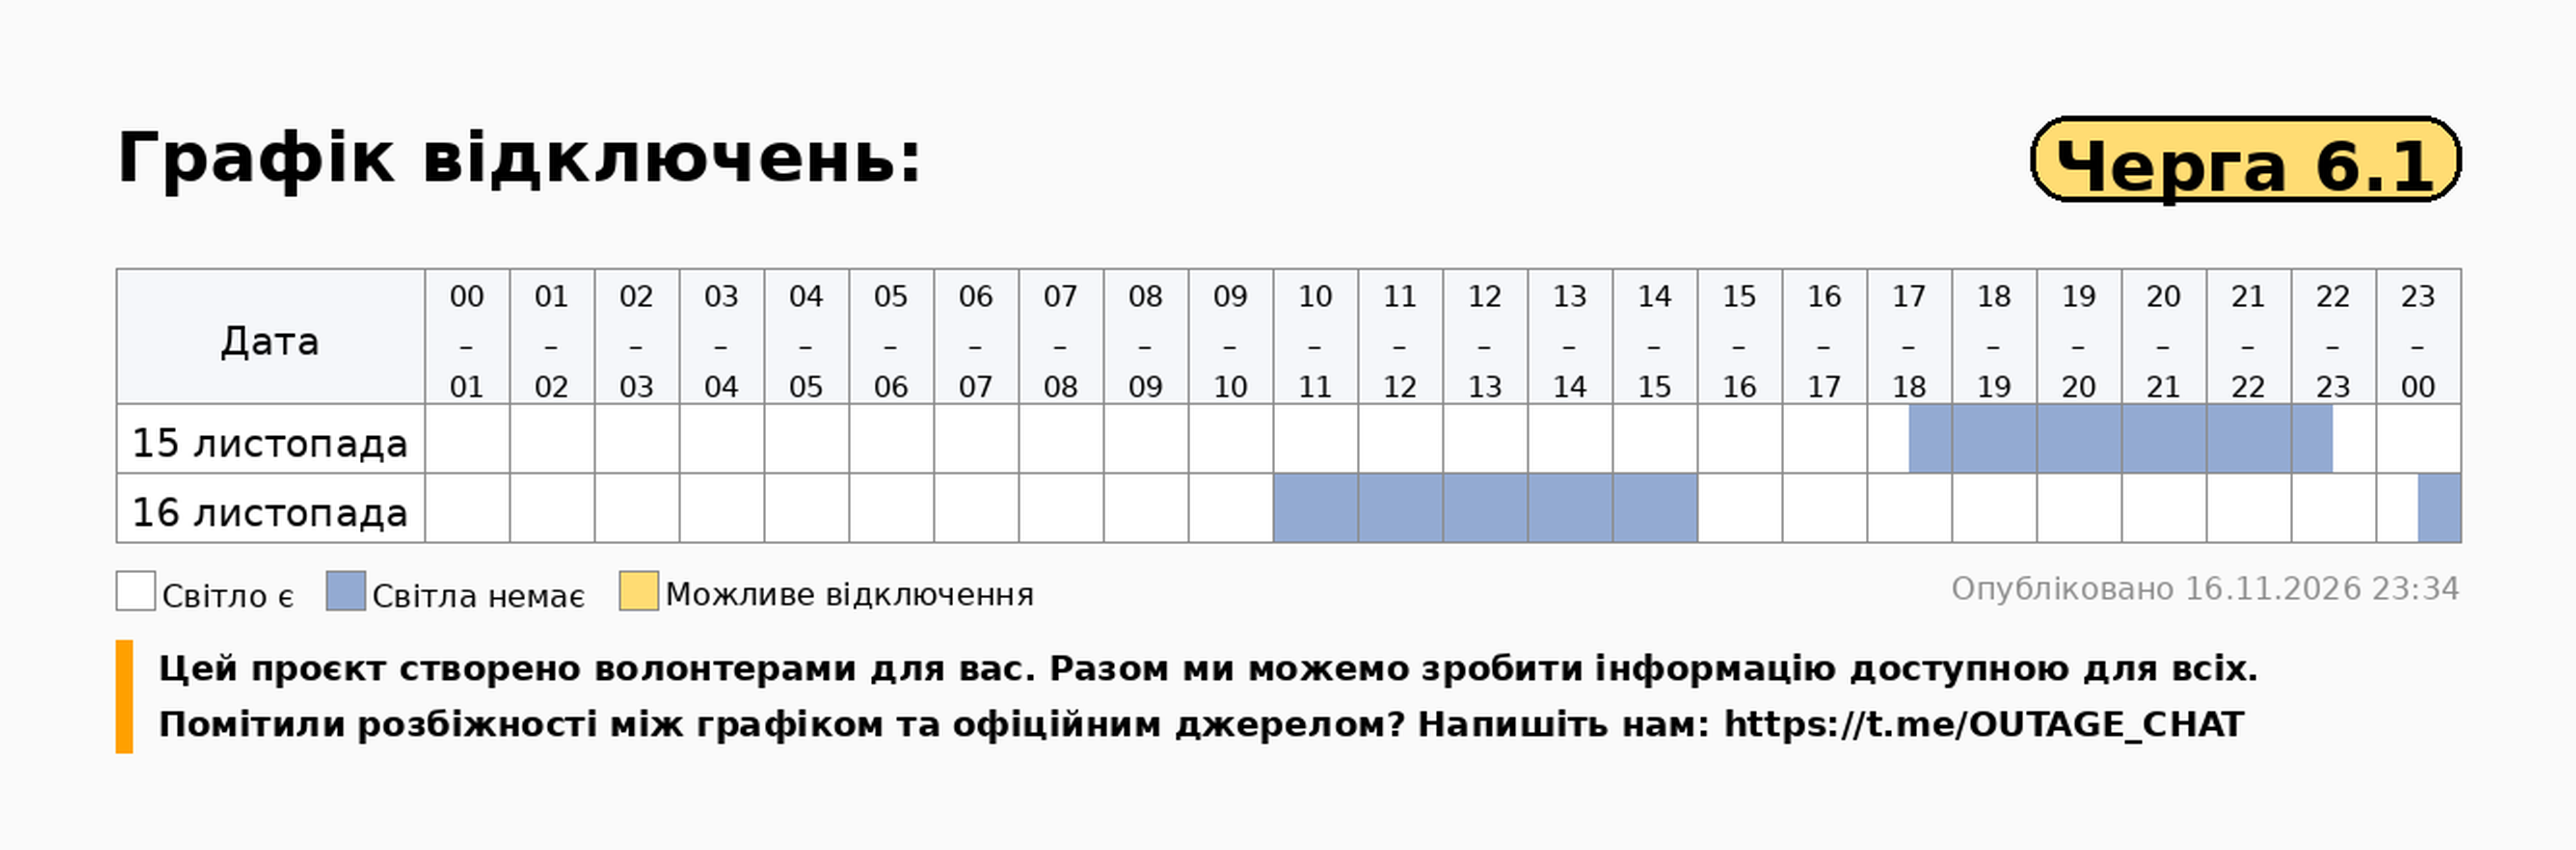 Графік відключень:
Черга 6.1
Дата
00 – 01
01 – 02
02 – 03
03 – 04
04 – 05
05 – 06
06 – 07
07 – 08
08 – 09
09 – 10
10 – 11
11 – 12
12 – 13
13 – 14
14 – 15
15 – 16
16 – 17
17 – 18
18 – 19
19 – 20
20 – 21
21 – 22
22 – 23
23 – 00
15 листопада
16 листопада
Світло є
Світла немає
Можливе відключення
Опубліковано 16.11.2026 23:34
Цей проєкт створено волонтерами для вас. Разом ми можемо зробити інформацію доступною для всіх.
Помітили розбіжності між графіком та офіційним джерелом? Напишіть нам: https://t.me/OUTAGE_CHAT